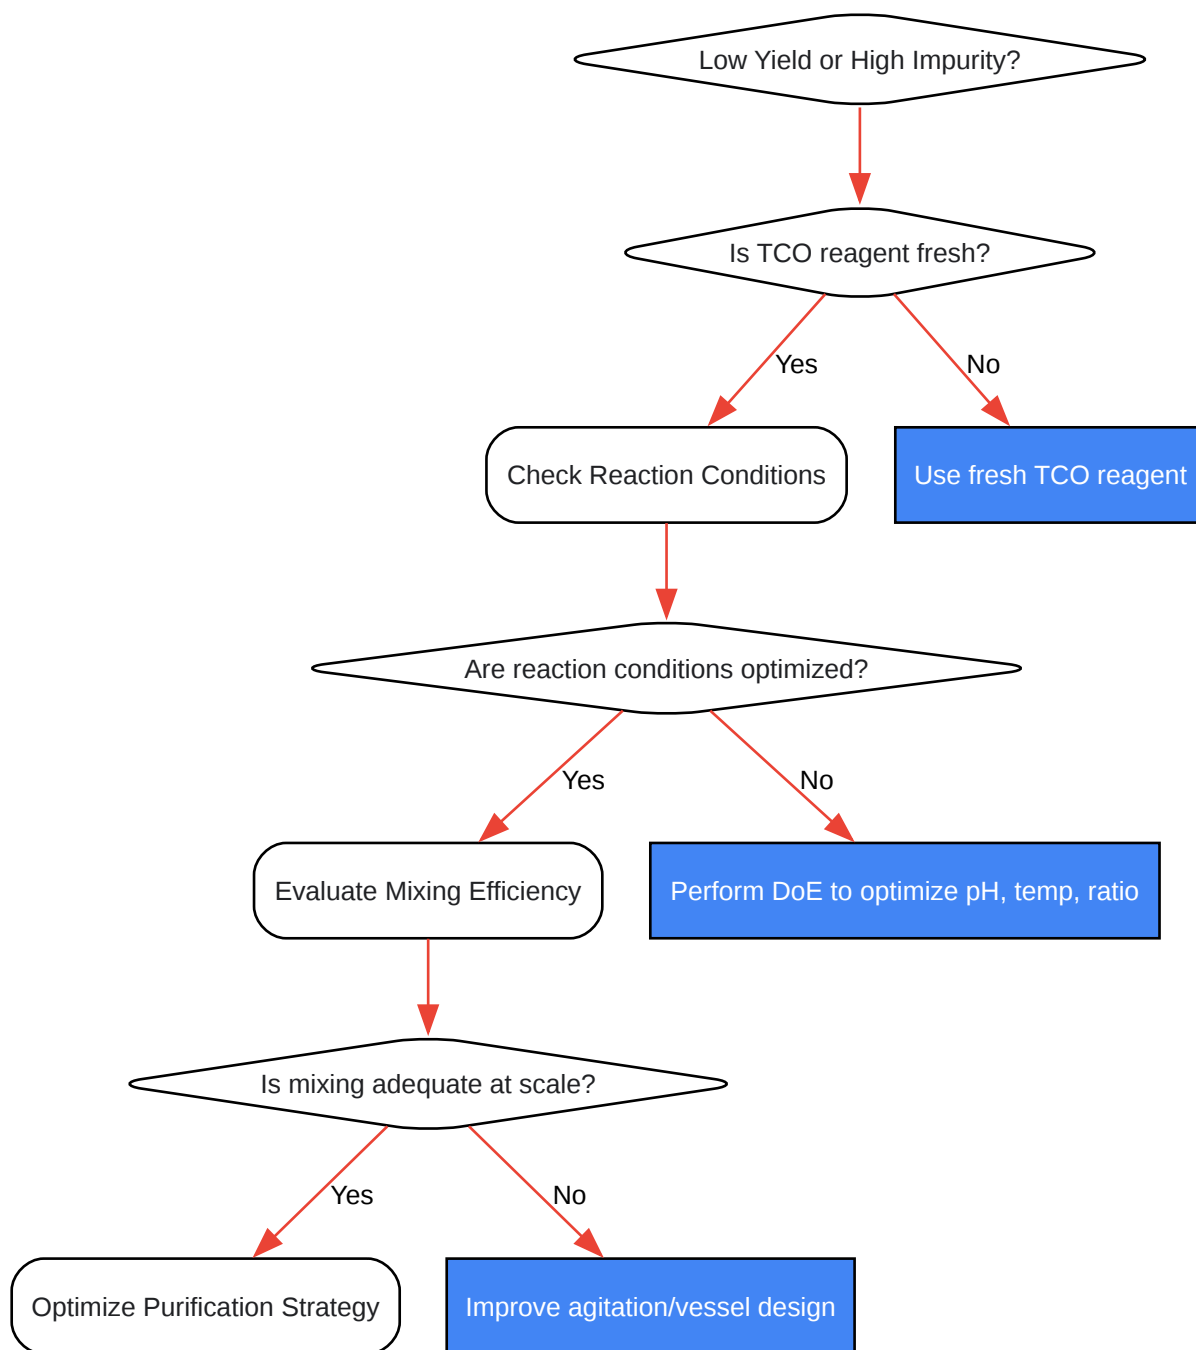 Low Yield or High Impurity?
Is TCO reagent fresh?
Yes
No
Check Reaction Conditions
Use fresh TCO reagent
Are reaction conditions optimized?
Yes
No
Evaluate Mixing Efficiency
Perform DoE to optimize pH, temp, ratio
Is mixing adequate at scale?
Yes
No
Optimize Purification Strategy
Improve agitation/vessel design